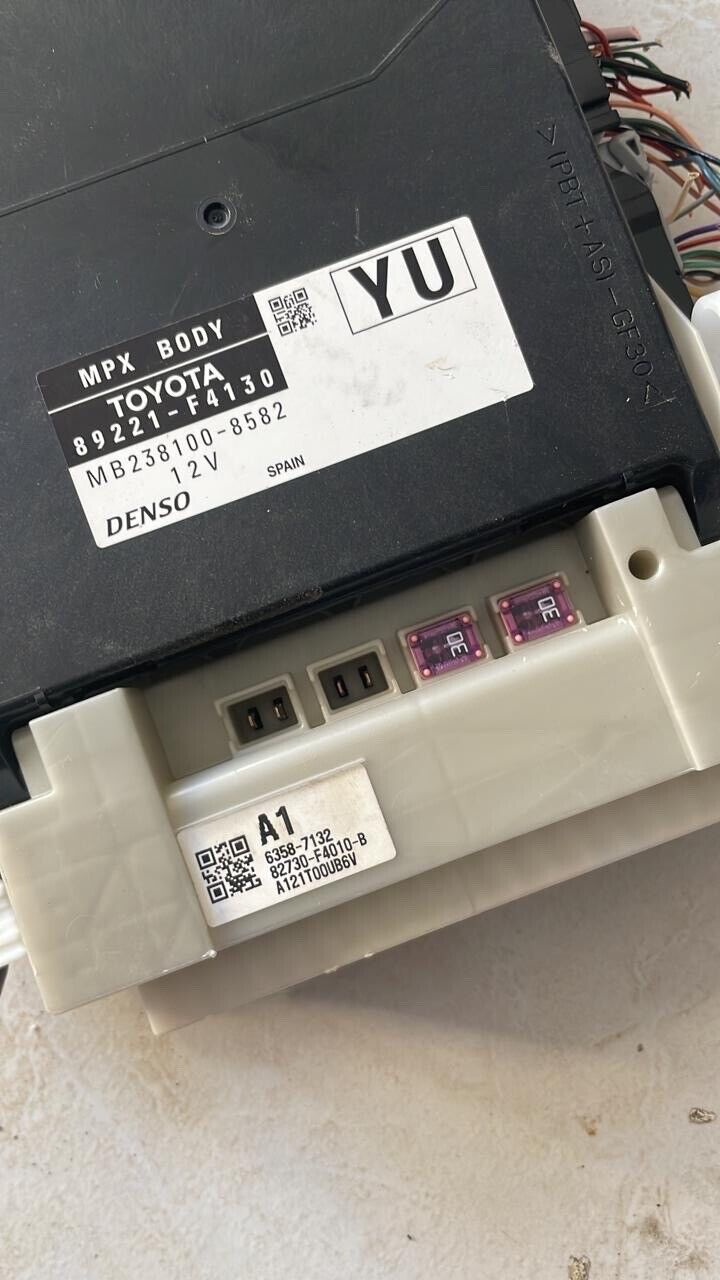 >(PBT+AS)-GF30<
YU
MPX BODY
TOYOTA
89221-F4130
MB238100-8582
12V
SPAIN
DENSO
30
30
A1
6358-7132
82730-F4010-B
A121T00UB6V